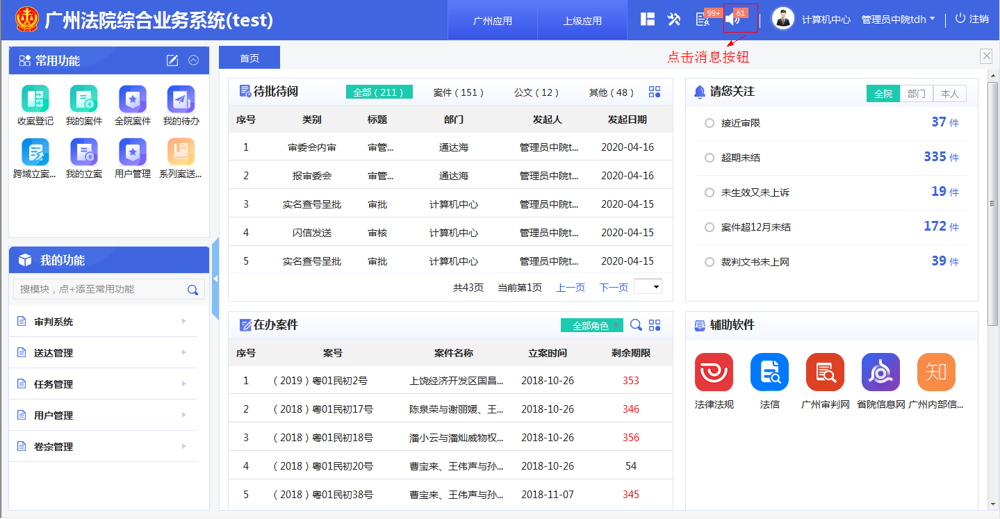 广州法院综合业务系统(test)
广州应用
上级应用
99+
61
计算机中心
管理员中院tdh
注销
点击消息按钮
常用功能
收案登记 我的案件 全院案件 我的待办
跨域立案... 我的立案 用户管理 系列案送...
我的功能
搜模块，点+添至常用功能
审判系统
送达管理
任务管理
用户管理
卷宗管理
首页
待批待阅 全部（211） 案件（151） 公文（12） 其他（48）
序号 类别 标题 部门 发起人 发起日期
1 审委会内审 审管... 通达海 管理员中院t... 2020-04-16
2 报审委会 审管... 通达海 管理员中院t... 2020-04-16
3 实名查号呈批 审批 计算机中心 管理员中院t... 2020-04-15
4 闪信发送 审核 计算机中心 管理员中院t... 2020-04-15
5 实名查号呈批 审批 计算机中心 管理员中院t... 2020-04-15
共43页 当前第1页 上一页 下一页
请您关注 全院 部门 本人
接近审限 37 件
超期未结 335 件
未生效又未上诉 19 件
案件超12月未结 172 件
裁判文书未上网 39 件
在办案件 全部角色
序号 案号 案件名称 立案时间 剩余期限
1 （2019）粤01民初2号 上饶经济开发区国昌... 2018-10-26 353
2 （2018）粤01民初17号 陈泉荣与谢丽媛、王... 2018-10-26 346
3 （2018）粤01民初18号 潘小云与潘灿威物权... 2018-10-26 356
4 （2018）粤01民初20号 曹宝来、王伟声与孙... 2018-10-26 54
5 （2018）粤01民初38号 曹宝来、王伟声与孙... 2018-11-07 345
辅助软件
知
法律法规 法信 广州审判网 省院信息网 广州内部信...